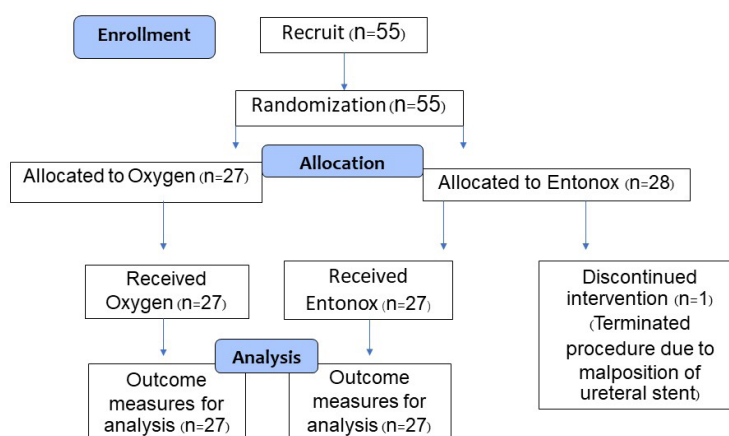 Enrollment
Recruit (n=55)
Randomization (n=55)
Allocation
Allocated to Oxygen (n=27)
Allocated to Entonox (n=28)
Received
Oxygen (n=27)
Received
Entonox (n=27)
Discontinued
intervention (n=1)
(Terminated
procedure due to
malposition of
ureteral stent)
Analysis
Outcome
measures for
analysis (n=27)
Outcome
measures for
analysis (n=27)